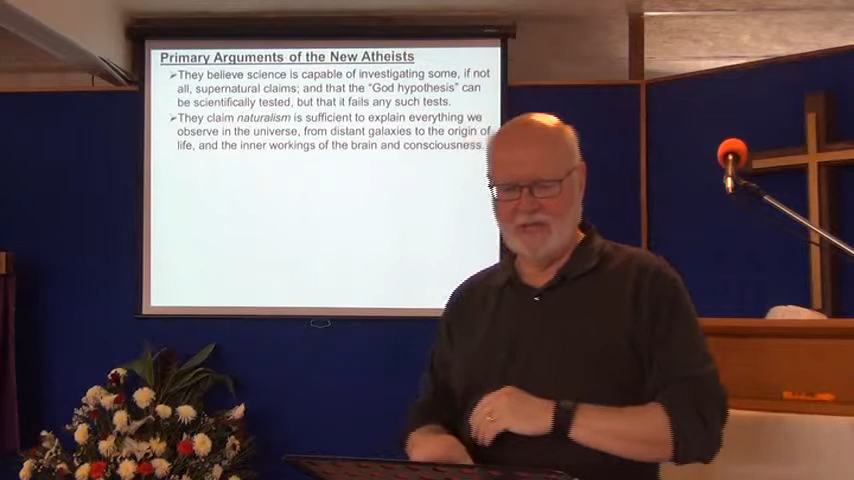 Primary Arguments of the New Atheists
➢They believe science is capable of investigating some, if not
all, supernatural claims; and that the "God hypothesis" can
be scientifically tested, but that it fails any such tests.
➢They claim naturalism is sufficient to explain everything we
observe in the universe, from distant galaxies to the origin of
life, and the inner workings of the brain and consciousness.